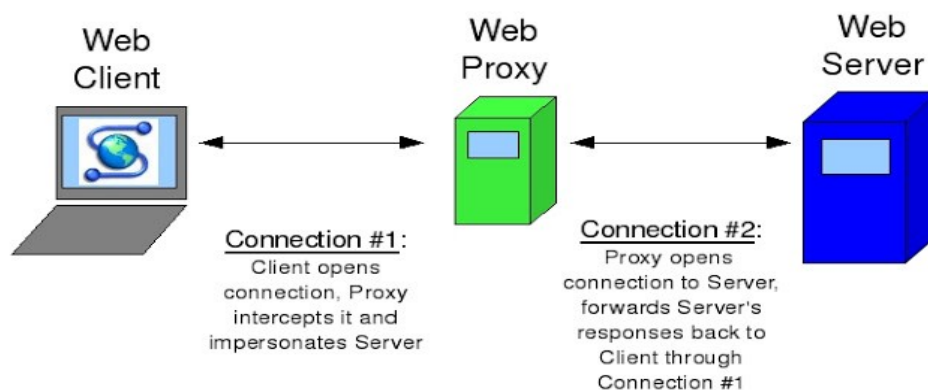 Web
Client
Web
Proxy
Web
Server
Connection #1:
Client opens
connection, Proxy
intercepts it and
impersonates Server
Connection #2:
Proxy opens
connection to Server,
forwards Server's
responses back to
Client through
Connection #1